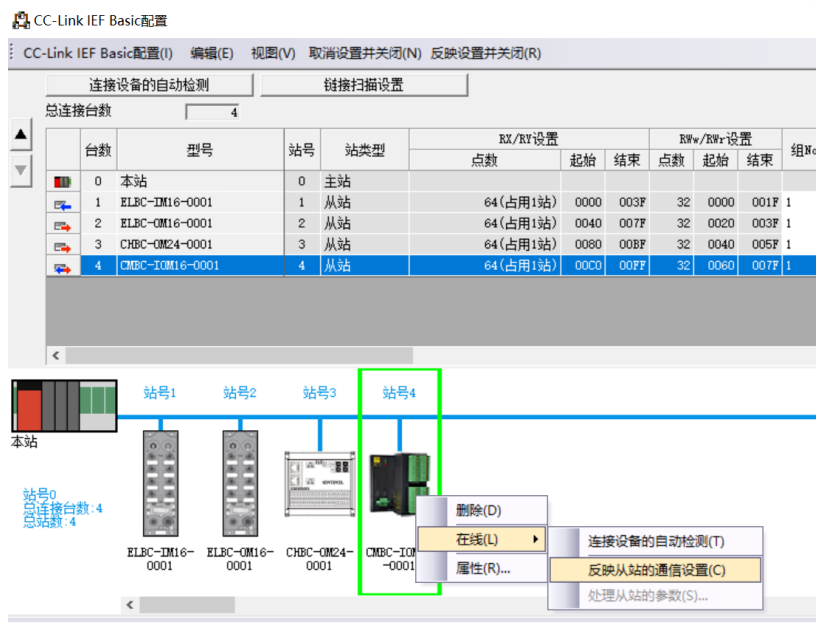 CC-Link IEF Basic配置
CC-Link IEF Basic配置(I) 编辑(E) 视图(V) 取消设置并关闭(N) 反映设置并关闭(R)
连接设备的自动检测 链接扫描设置
总连接台数 4
台数 型号 站号 站类型 RX/RY设置 RWw/RWr设置 组No
点数 起始 结束 点数 起始 结束
0 本站 0 主站
1 ELBC-IM16-0001 1 从站 64(占用1站) 0000 003F 32 0000 001F 1
2 ELBC-OM16-0001 2 从站 64(占用1站) 0040 007F 32 0020 003F 1
3 CHBC-OM24-0001 3 从站 64(占用1站) 0080 00BF 32 0040 005F 1
4 CMBC-IOM16-0001 4 从站 64(占用1站) 00C0 00FF 32 0060 007F 1
站号1 站号2 站号3 站号4
本站
站号0
总连接台数:4
总站数:4
ELBC-IM16-
0001
ELBC-OM16-
0001
CHBC-OM24-
0001
CMBC-IOM
-0001
删除(D)
在线(L)
属性(R)...
连接设备的自动检测(T)
反映从站的通信设置(C)
处理从站的参数(S)...